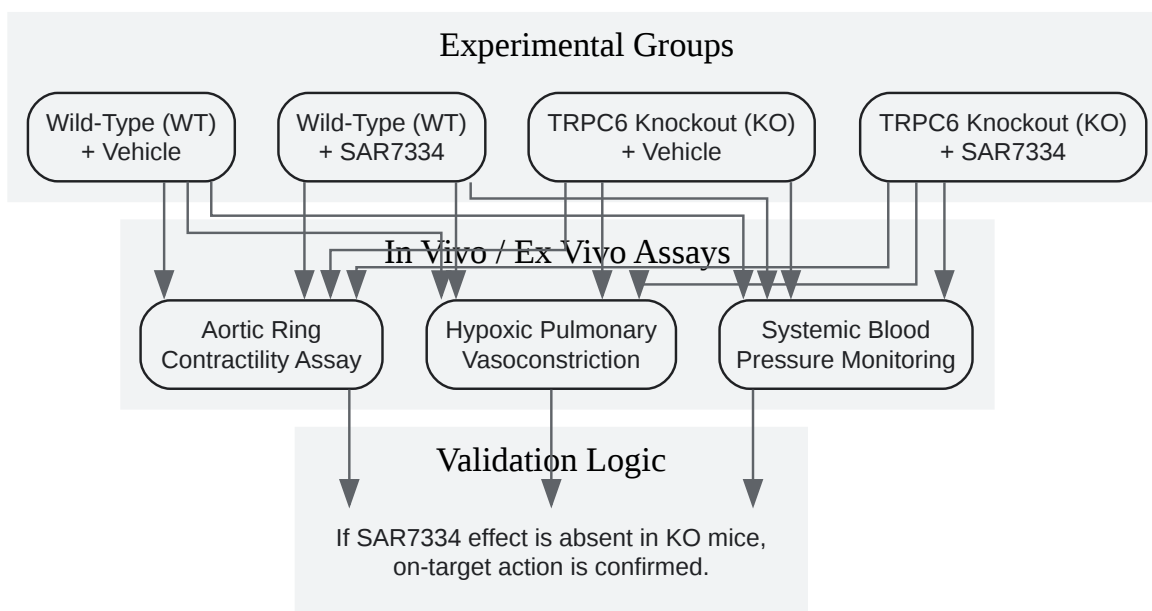 Experimental Groups
Wild-Type (WT)
+ Vehicle
Wild-Type (WT)
+ SAR7334
TRPC6 Knockout (KO)
+ Vehicle
TRPC6 Knockout (KO)
+ SAR7334
In Vivo / Ex Vivo Assays
Aortic Ring
Contractility Assay
Hypoxic Pulmonary
Vasoconstriction
Systemic Blood
Pressure Monitoring
Validation Logic
If SAR7334 effect is absent in KO mice,
on-target action is confirmed.